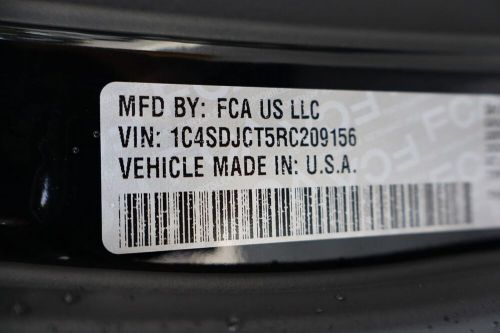 MFD BY: FCA US LLC
VIN: 1C4SDJCT5RC209156
VEHICLE MADE IN: U.S.A.